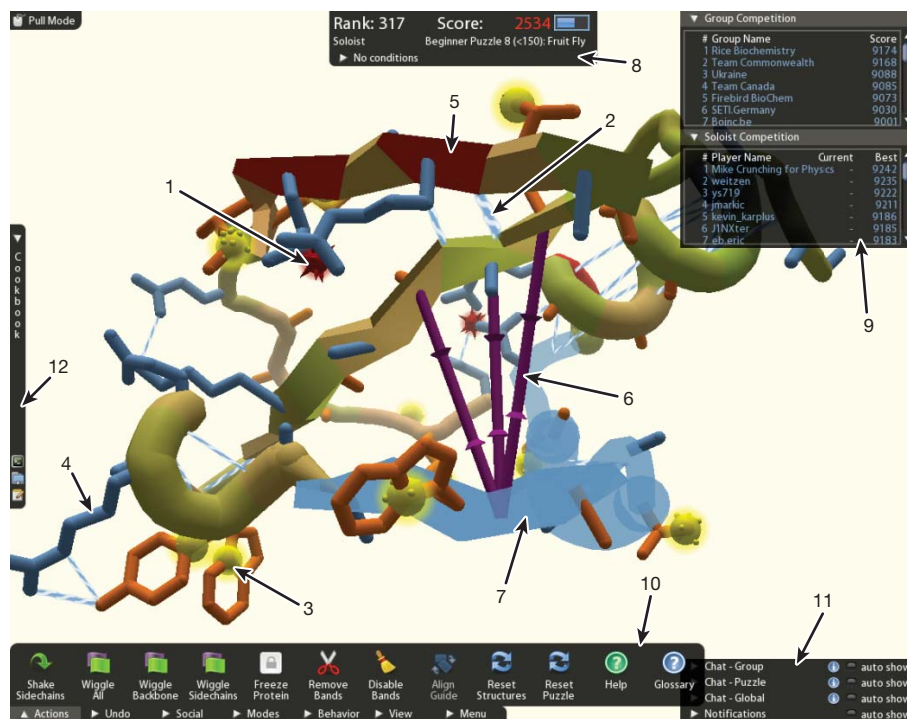 Pull Mode
Rank: 317 Score: 2534
Soloist Beginner Puzzle 8 (<150): Fruit Fly
▶ No conditions
8
▼ Group Competition
# Group Name Score
1 Rice Biochemistry 9174
2 Team Commonwealth 9168
3 Ukraine 9088
4 Team Canada 9085
5 Firebird BioChem 9073
6 SETI.Germany 9030
7 Boinc.be 9001
▼ Soloist Competition
# Player Name Current Best
1 Mike Crunching for Physcs - 9242
2 weitzen - 9235
3 ys719 - 9222
4 jmarkic - 9211
5 kevin_karplus - 9186
6 J1NXter - 9185
7 eb.eric - 9183
5
2
1
9
▼ Cookbook
12
6
4
3
7
10
11
Shake Sidechains
Wiggle All
Wiggle Backbone
Wiggle Sidechains
Freeze Protein
Remove Bands
Disable Bands
Align Guide
Reset Structures
Reset Puzzle
Help
Glossary
▲ Actions ▶ Undo ▶ Social ▶ Modes ▶ Behavior ▶ View ▶ Menu
▶ Chat - Group auto show
▶ Chat - Puzzle auto show
▶ Chat - Global auto show
▶ Notifications auto show